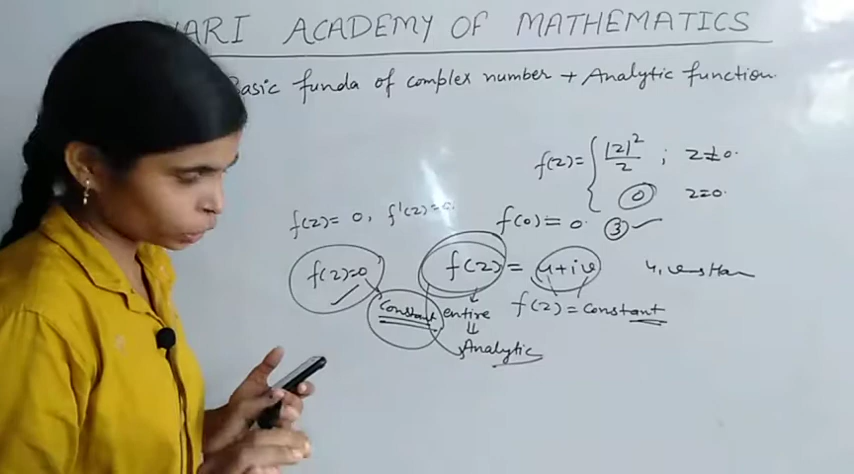 ARI ACADEMY OF MATHEMATICS
Basic funda of complex number + Analytic function.
f(z) = { |z|²/z ; z≠0.
0 z=0.
f(z) = 0, f'(z)=0. f(0) = 0. ③
f(z)=0 f(z) = u+iv
Constant entire f(z) = constant
⇓
Analytic